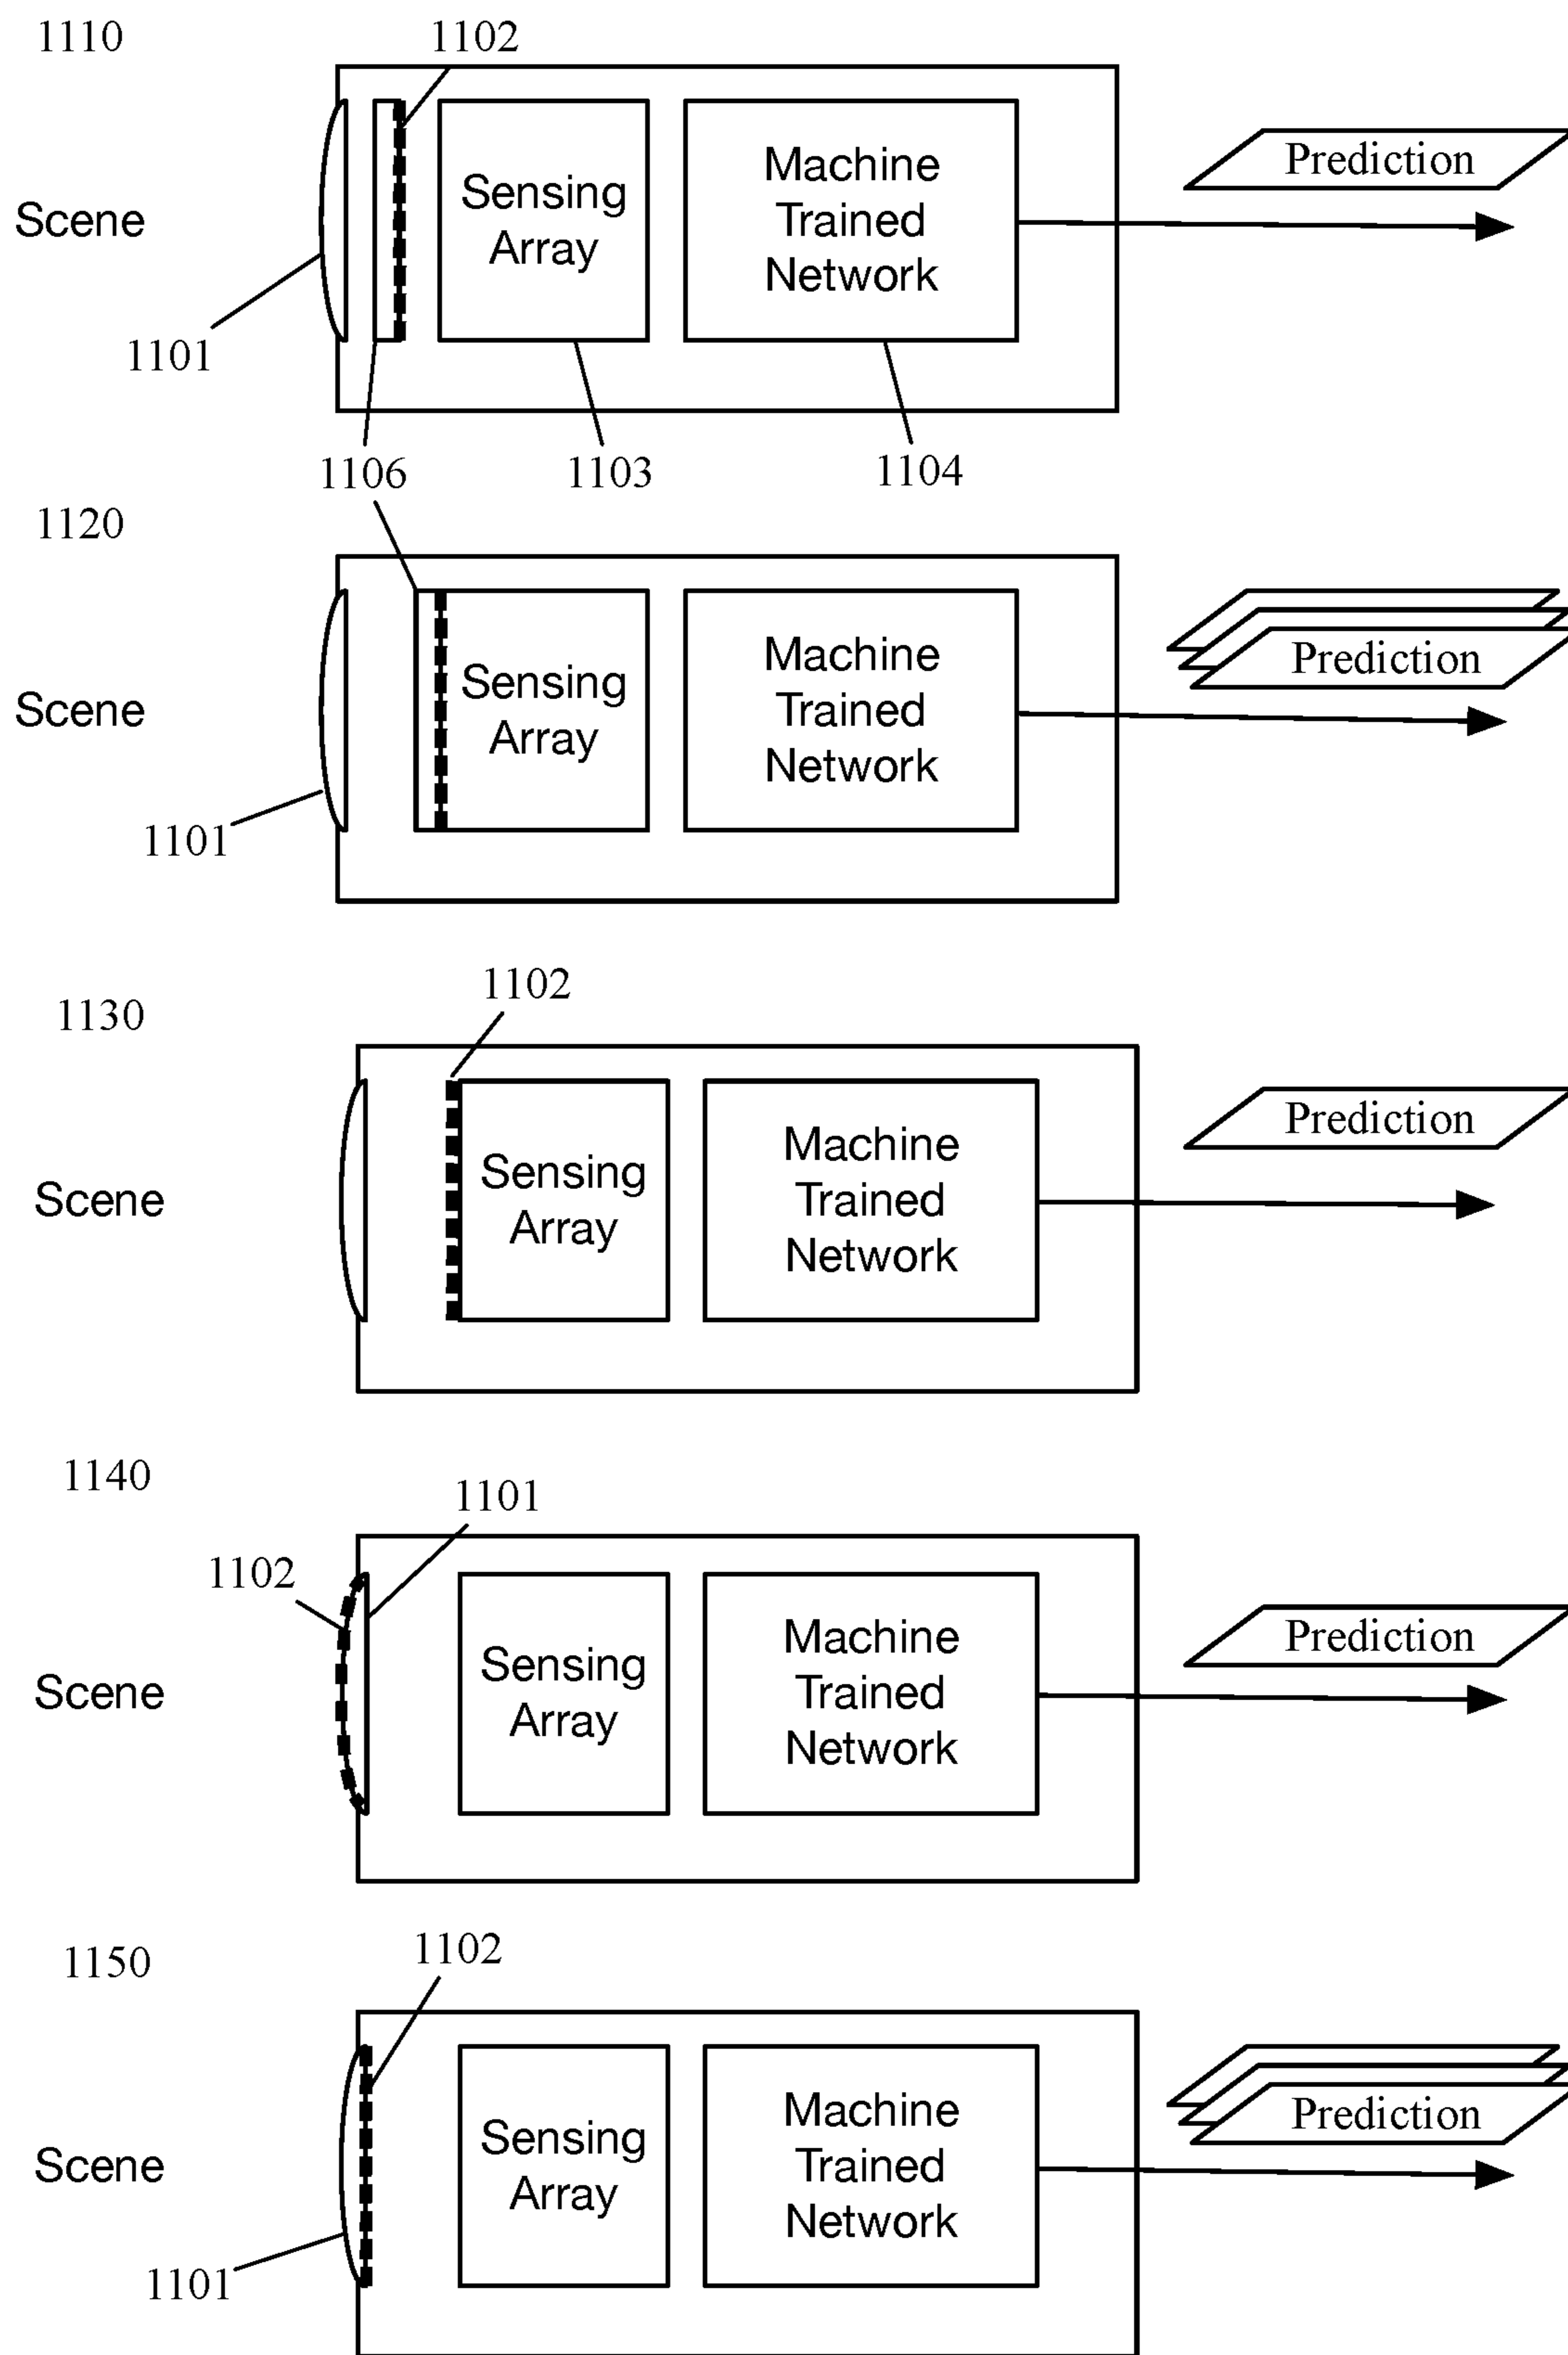 1110
1102
Scene
Sensing
Array
Machine
Trained
Network
Prediction
1101
1106
1103
1104
1120
Scene
Sensing
Array
Machine
Trained
Network
Prediction
1101
1130
1102
Scene
Sensing
Array
Machine
Trained
Network
Prediction
1140
1101
1102
Scene
Sensing
Array
Machine
Trained
Network
Prediction
1150
1102
Scene
Sensing
Array
Machine
Trained
Network
Prediction
1101